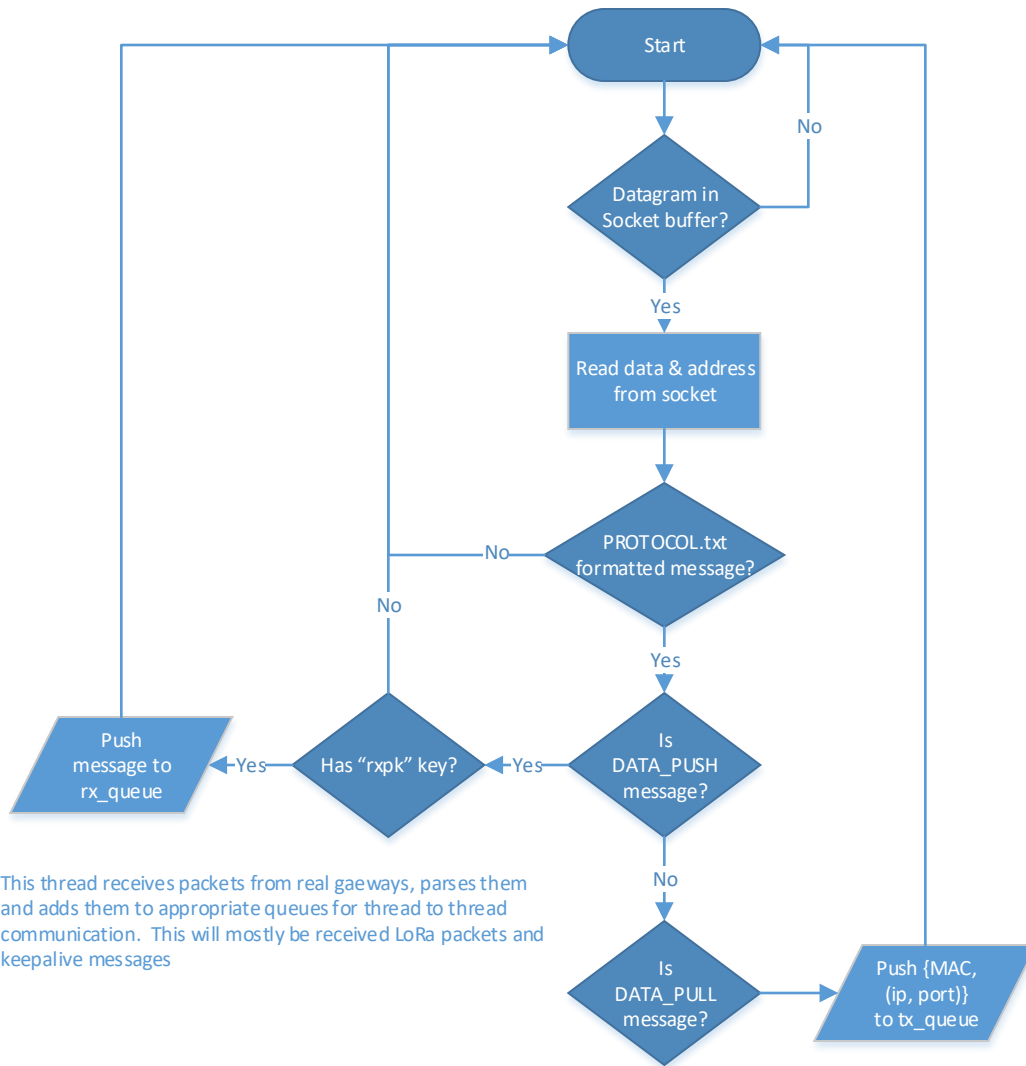 Start
No
Datagram in
Socket buffer?
Yes
Read data & address
from socket
PROTOCOL.txt
formatted message?
No
No
Yes
Push
message to
rx_queue
Yes
Has “rxpk” key?
Yes
Is
DATA_PUSH
message?
No
This thread receives packets from real gaeways, parses them
and adds them to appropriate queues for thread to thread
communication.  This will mostly be received LoRa packets and
keepalive messages
Is
DATA_PULL
message?
Push {MAC,
(ip, port)}
to tx_queue